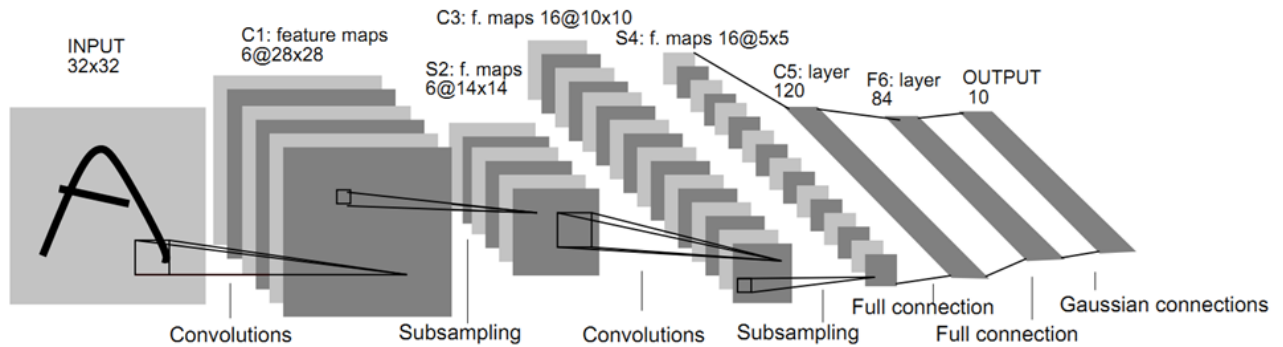 INPUT
32x32
C1: feature maps
6@28x28
S2: f. maps
6@14x14
C3: f. maps 16@10x10
S4: f. maps 16@5x5
C5: layer
120
F6: layer
84
OUTPUT
10
Convolutions
Subsampling
Convolutions
Subsampling
Full connection
Full connection
Gaussian connections